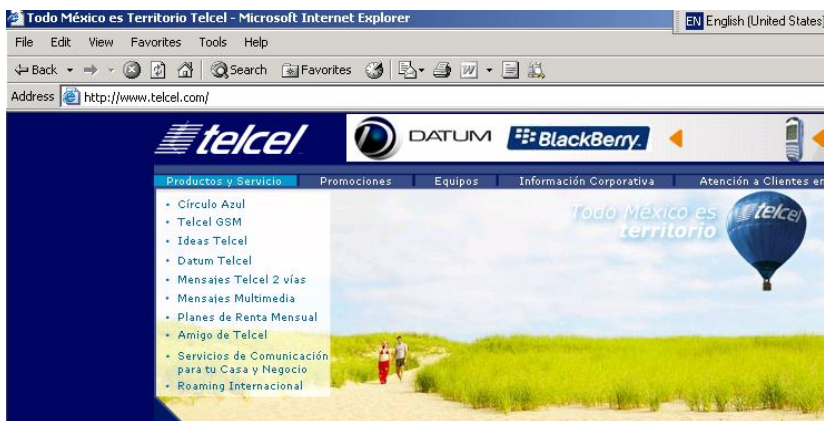 Todo México es Territorio Telcel - Microsoft Internet Explorer
EN English (United States)
File Edit View Favorites Tools Help
Back Search Favorites
Address http://www.telcel.com/
telcel DATUM BlackBerry
Productos y Servicio Promociones Equipos Información Corporativa Atención a Clientes en
Círculo Azul
Telcel GSM
Ideas Telcel
Datum Telcel
Mensajes Telcel 2 vías
Mensajes Multimedia
Planes de Renta Mensual
Amigo de Telcel
Servicios de Comunicación
para tu Casa y Negocio
Roaming Internacional
Todo México es
territorio
telcel